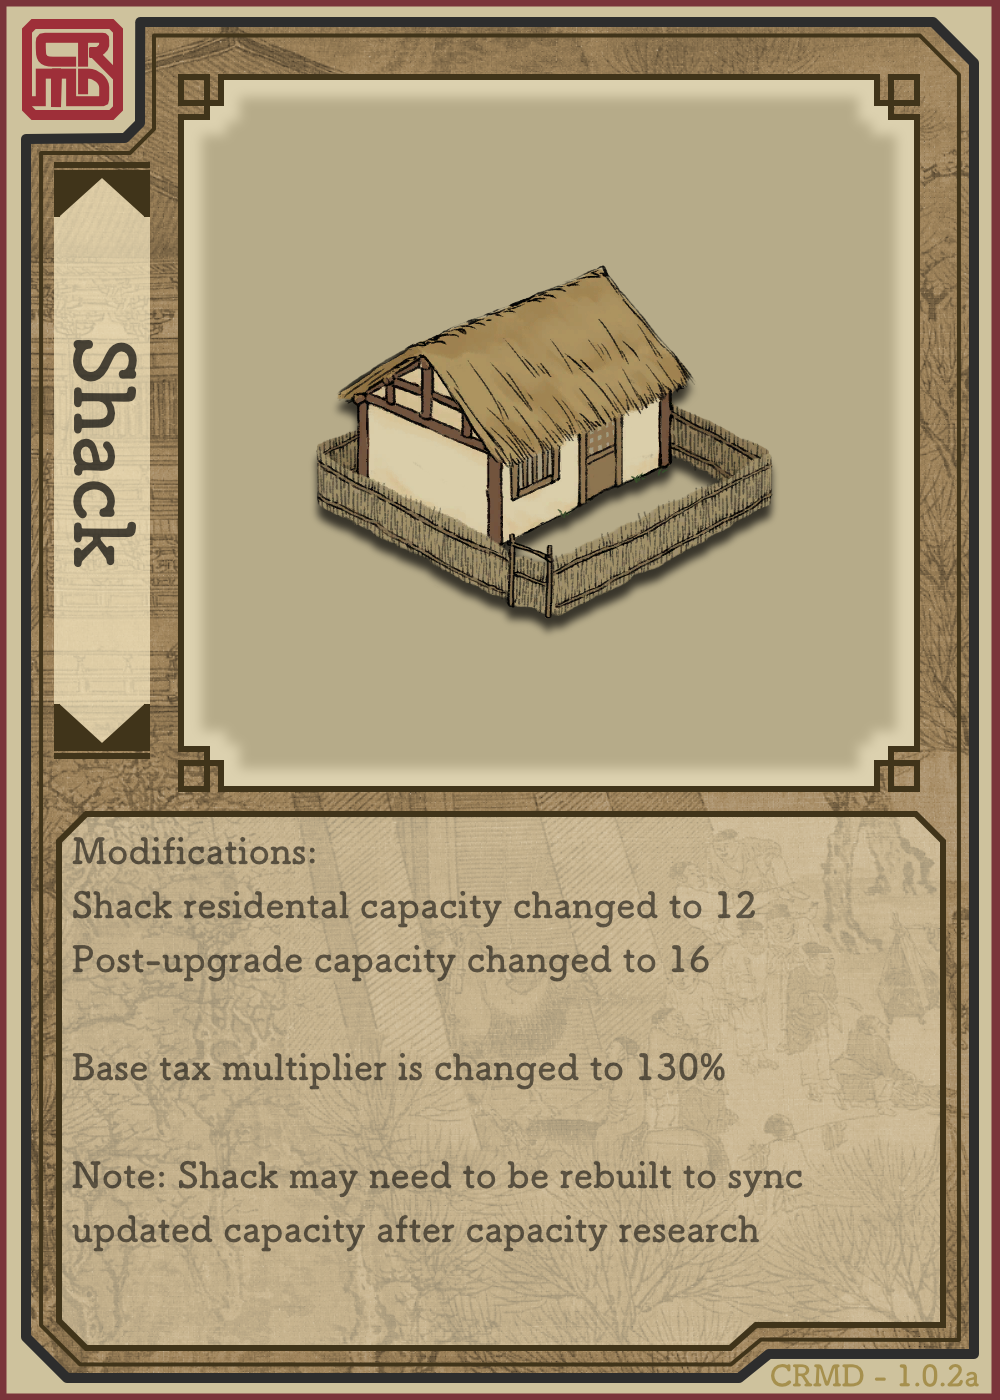 CRMD
Shack
Modifications:
Shack residental capacity changed to 12
Post-upgrade capacity changed to 16
Base tax multiplier is changed to 130%
Note: Shack may need to be rebuilt to sync
updated capacity after capacity research
CRMD - 1.0.2a